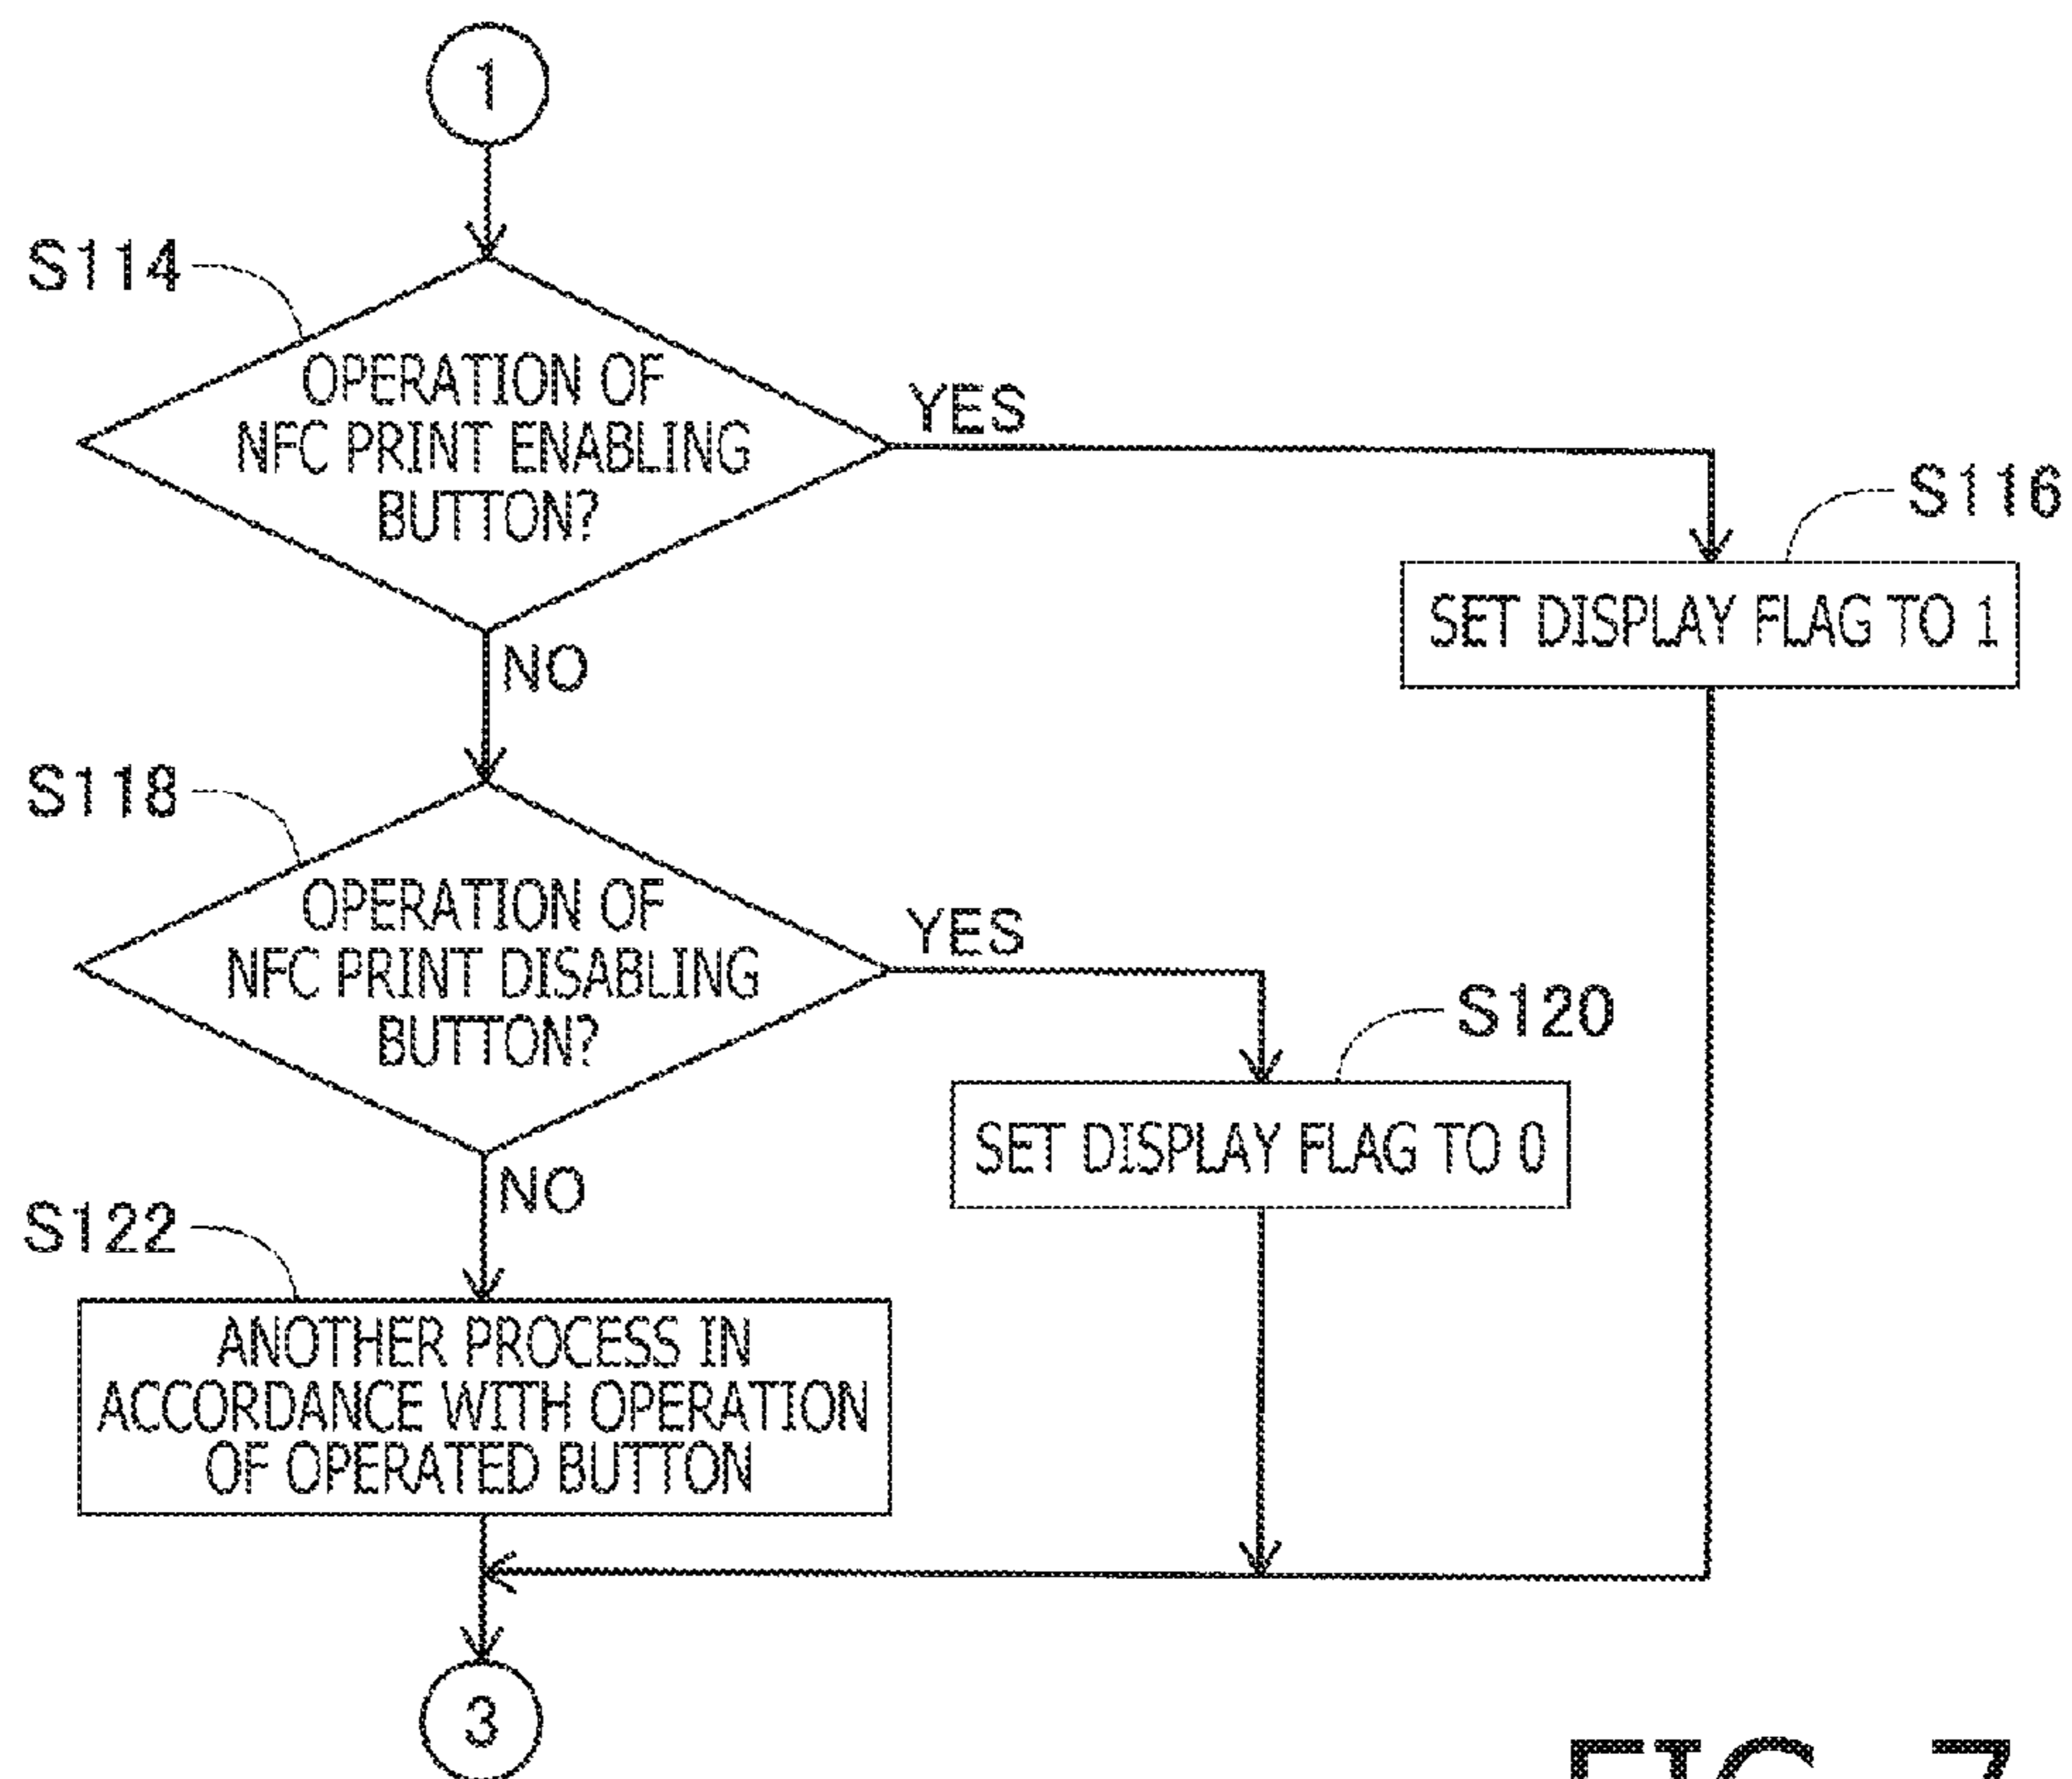 1
S114
OPERATION OF
NFC PRINT ENABLING
BUTTON?
YES
S116
SET DISPLAY FLAG TO 1
NO
S118
OPERATION OF
NFC PRINT DISABLING
BUTTON?
YES
S120
SET DISPLAY FLAG TO 0
NO
S122
ANOTHER PROCESS IN
ACCORDANCE WITH OPERATION
OF OPERATED BUTTON
3
FIG. 7